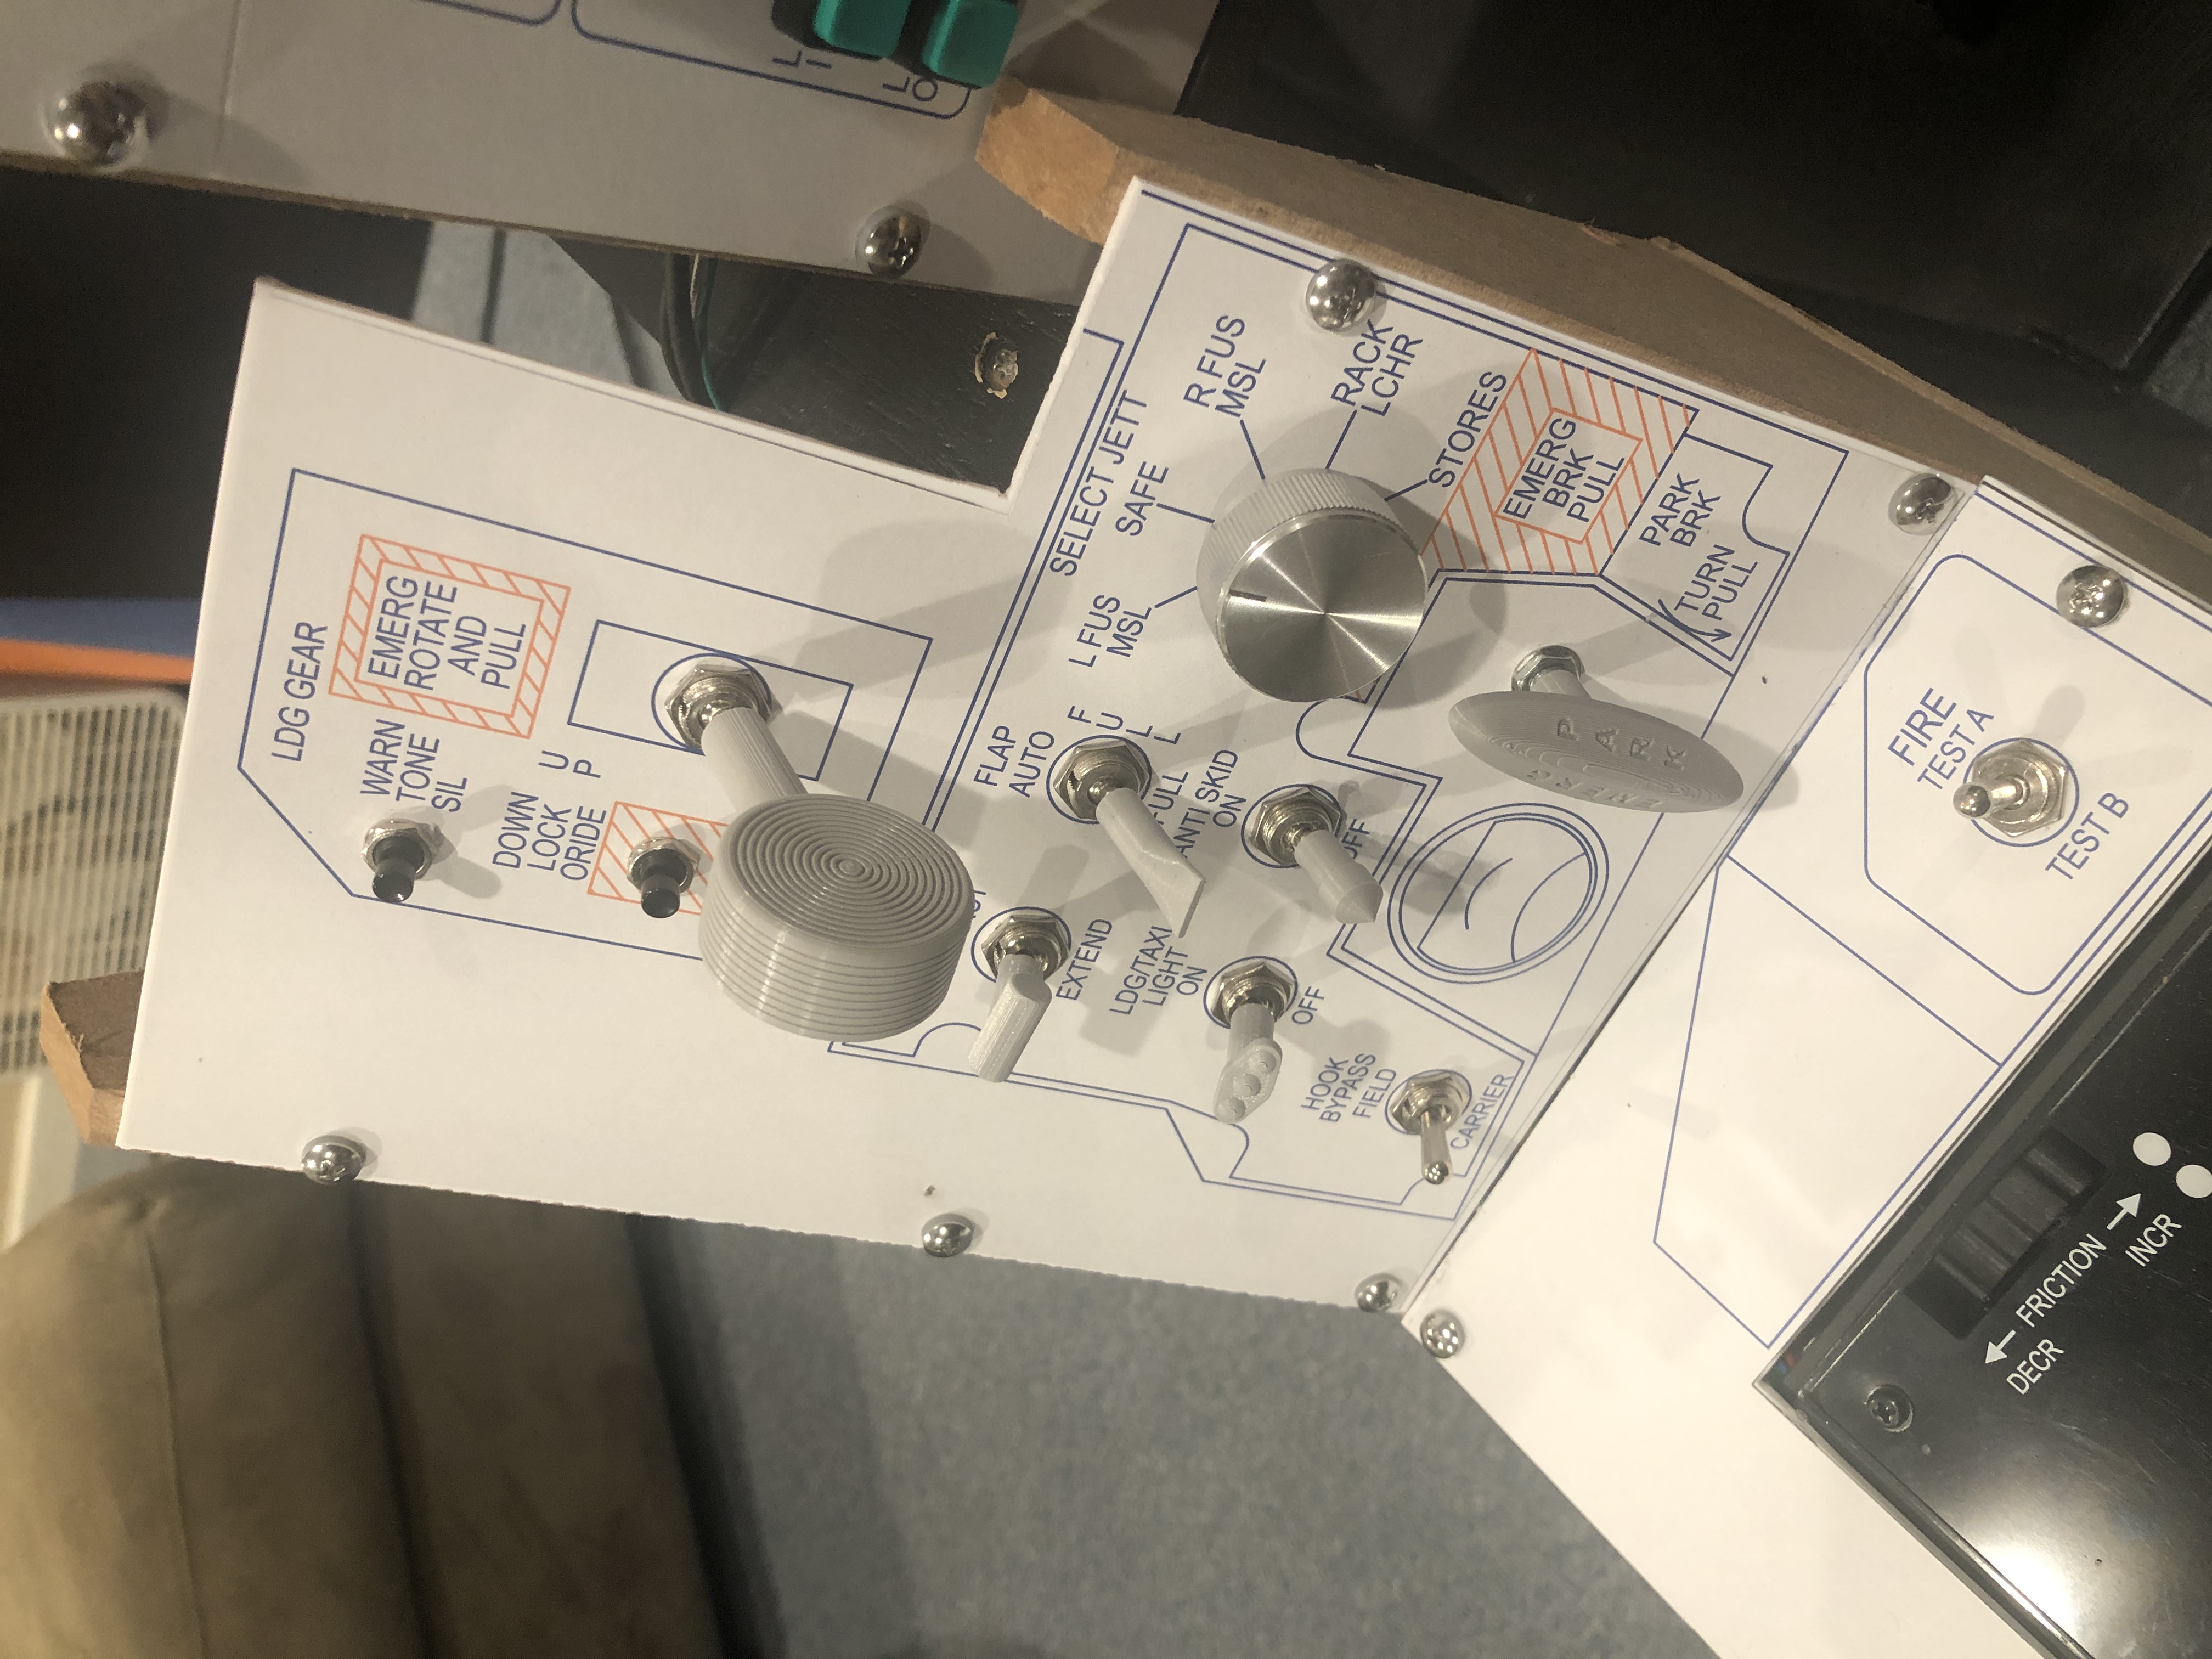 LDG GEAR
WARN
TONE
SIL
EMERG
ROTATE
AND
PULL
DOWN
LOCK
ORIDE
U
P
EXTEND
FLAP
AUTO
F
U
L
L
FULL
LDG/TAXI
LIGHT
ON
OFF
ANTI SKID
ON
OFF
SELECT JETT
L FUS
MSL
SAFE
R FUS
MSL
RACK
LCHR
STORES
HOOK
BYPASS
FIELD
CARRIER
EMERG
PARK
EMERG
BRK
PULL
PARK
BRK
TURN
PULL
FIRE
TEST A
TEST B
FRICTION
DECR
INCR
L
I
L
O